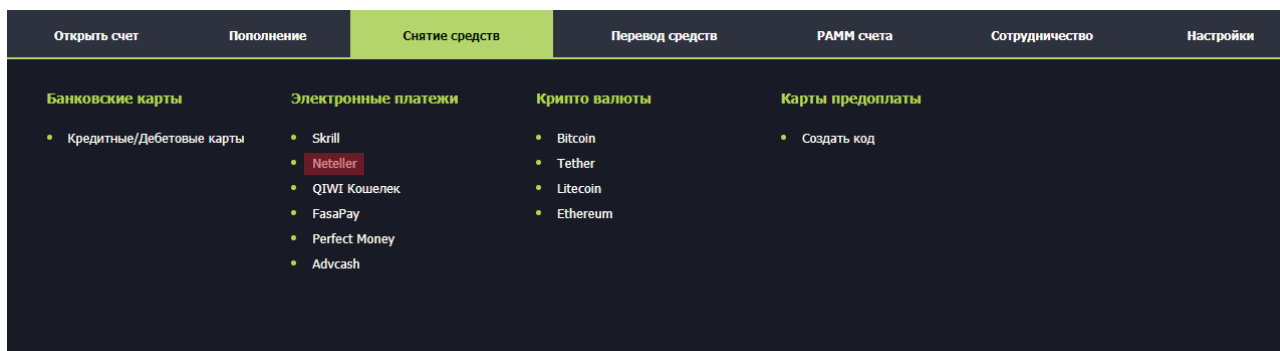 Открыть счет Пополнение Снятие средств Перевод средств PAMM счета Сотрудничество Настройки
Банковские карты Электронные платежи Крипто валюты Карты предоплаты
Кредитные/Дебетовые карты Skrill Bitcoin Создать код
Neteller Tether
QIWI Кошелек Litecoin
FasaPay Ethereum
Perfect Money
Advcash